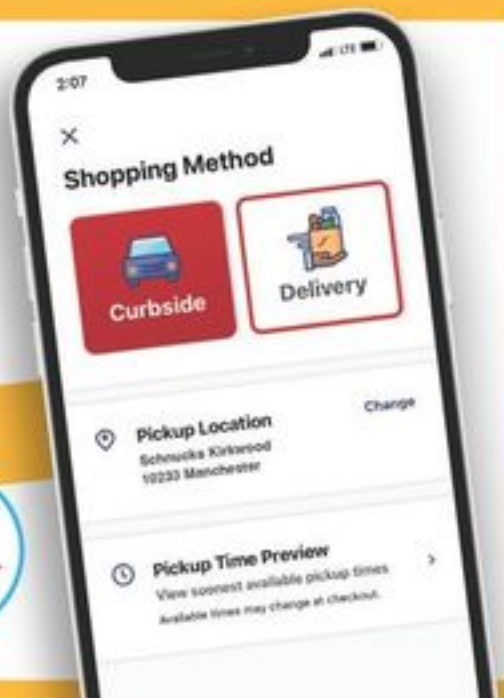 2:07
LTE
Shopping Method
Curbside
Delivery
Pickup Location
Change
Schnucks Kirkwood
10233 Manchester
Pickup Time Preview
View soonest available pickup times
Available times may change at checkout.